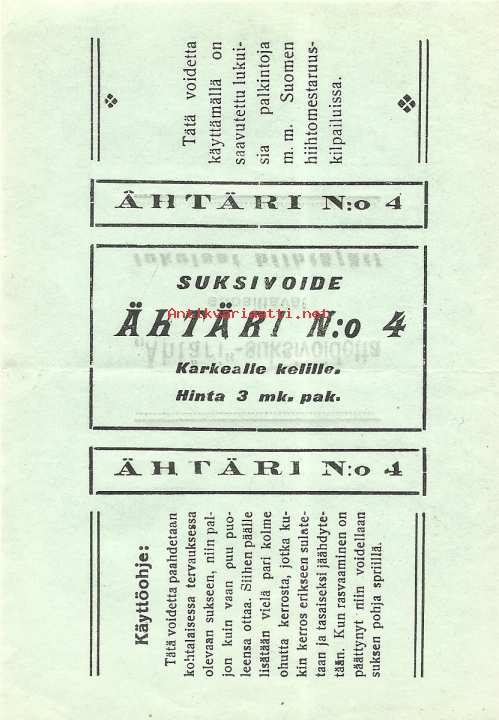 Tätä voidetta
käyttämällä on
saavutettu lukui-
sia palkintoja
m. m. Suomen
hiihtomestaruus-
kilpailuissa.
ÄHTÄRI N:o 4
SUKSIVOIDE
ÄHTÄRI N:o 4
Antikvariaatti.net
Karkealle kelille.
Hinta 3 mk. pak.
ÄHTÄRI N:o 4
Käyttöohje:
Tätä voidetta paahdetaan
kohtalaisessa tervauksessa
olevaan sukseen, niin pal-
jon kuin vaan puu puo-
leensa ottaa. Siihen päälle
lisätään vielä pari kolme
ohutta kerrosta, jotka ku-
kin kerros erikseen sulate-
taan ja tasaiseksi jäähdyte-
tään. Kun rasvaaminen on
päättynyt niin voidellaan
suksen pohja spriillä.